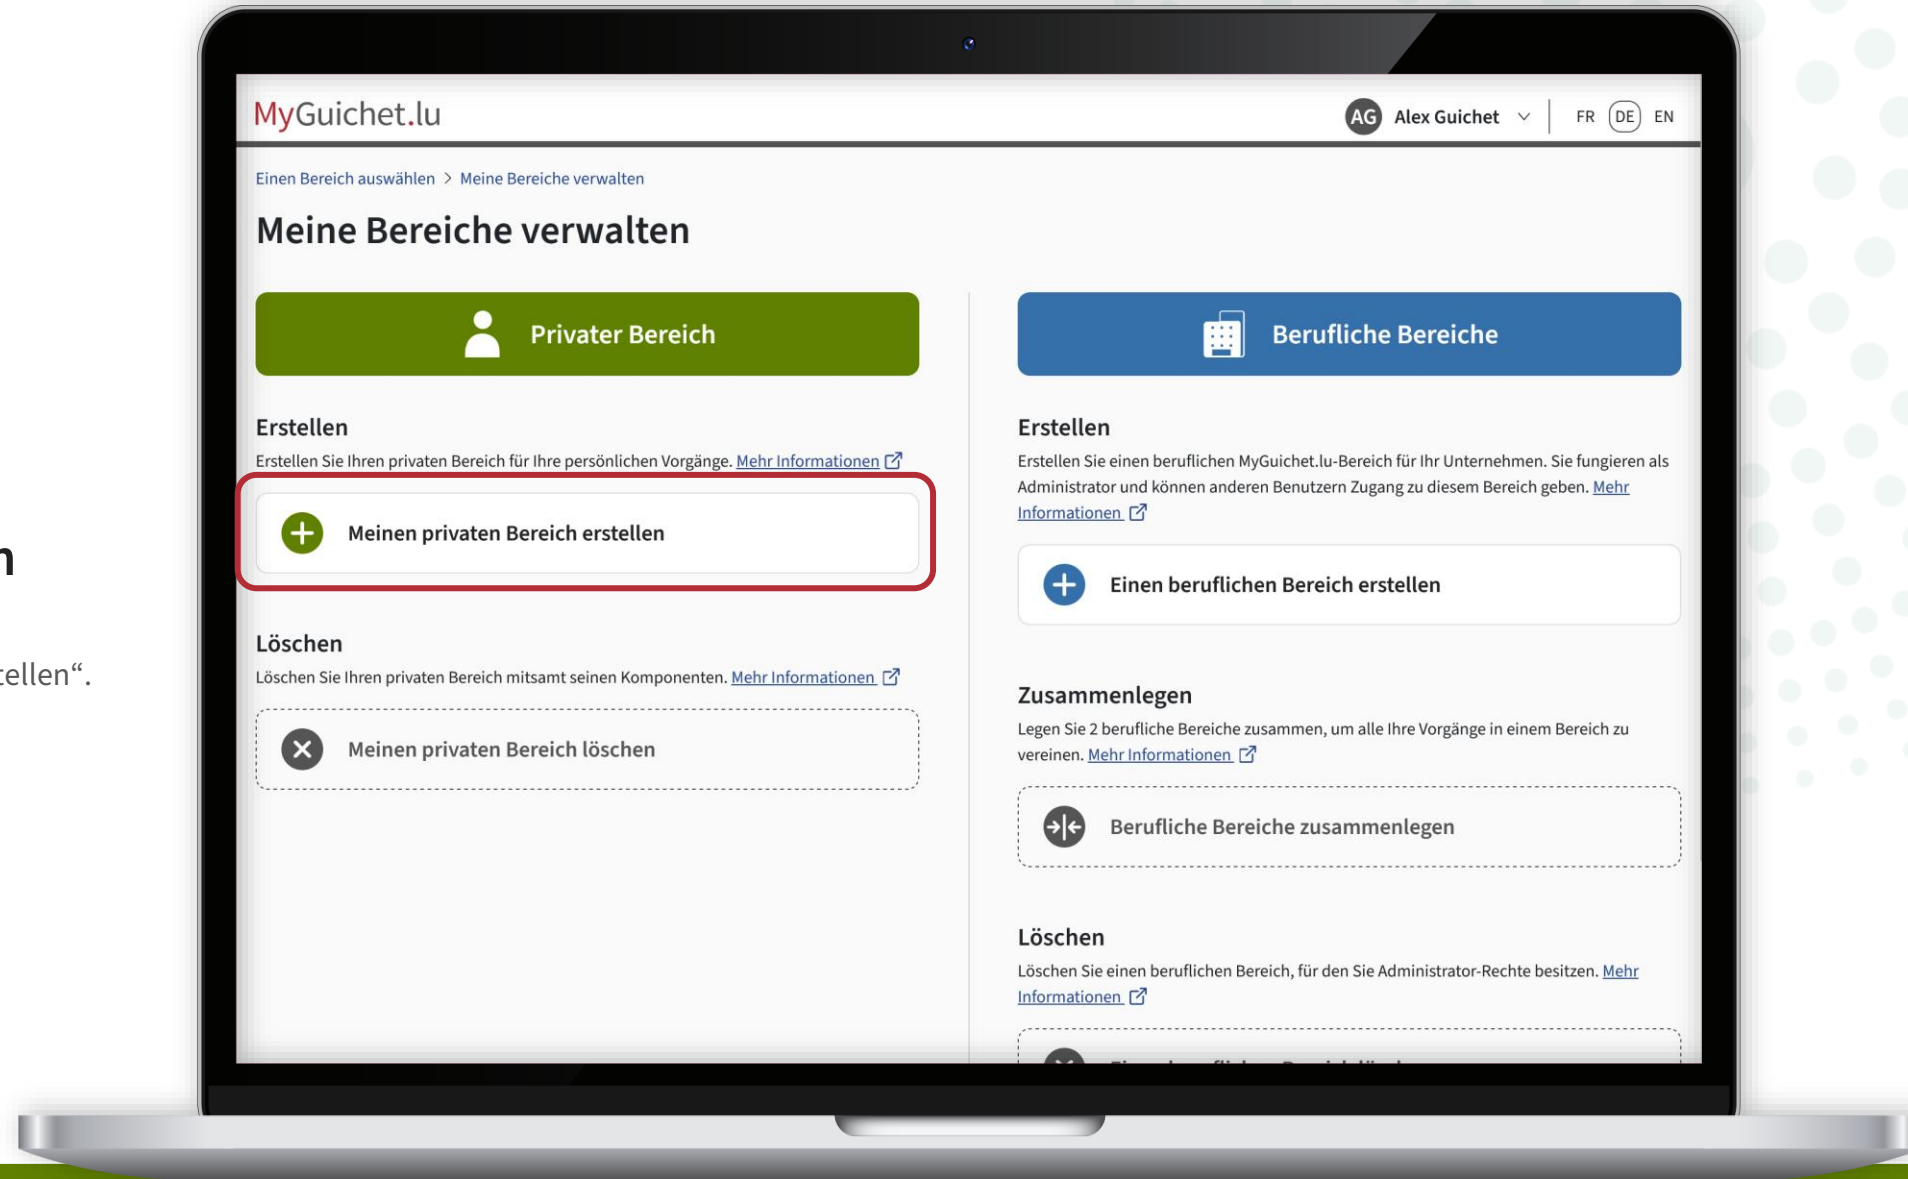 MyGuichet.lu
AG Alex Guichet FR DE EN
Einen Bereich auswählen > Meine Bereiche verwalten
Meine Bereiche verwalten
Privater Bereich
Erstellen
Erstellen Sie Ihren privaten Bereich für Ihre persönlichen Vorgänge. Mehr Informationen
Meinen privaten Bereich erstellen
Löschen
Löschen Sie Ihren privaten Bereich mitsamt seinen Komponenten. Mehr Informationen
Meinen privaten Bereich löschen
Berufliche Bereiche
Erstellen
Erstellen Sie einen beruflichen MyGuichet.lu-Bereich für Ihr Unternehmen. Sie fungieren als
Administrator und können anderen Benutzern Zugang zu diesem Bereich geben. Mehr
Informationen
Einen beruflichen Bereich erstellen
Zusammenlegen
Legen Sie 2 berufliche Bereiche zusammen, um alle Ihre Vorgänge in einem Bereich zu
vereinen. Mehr Informationen
Berufliche Bereiche zusammenlegen
Löschen
Löschen Sie einen beruflichen Bereich, für den Sie Administrator-Rechte besitzen. Mehr
Informationen